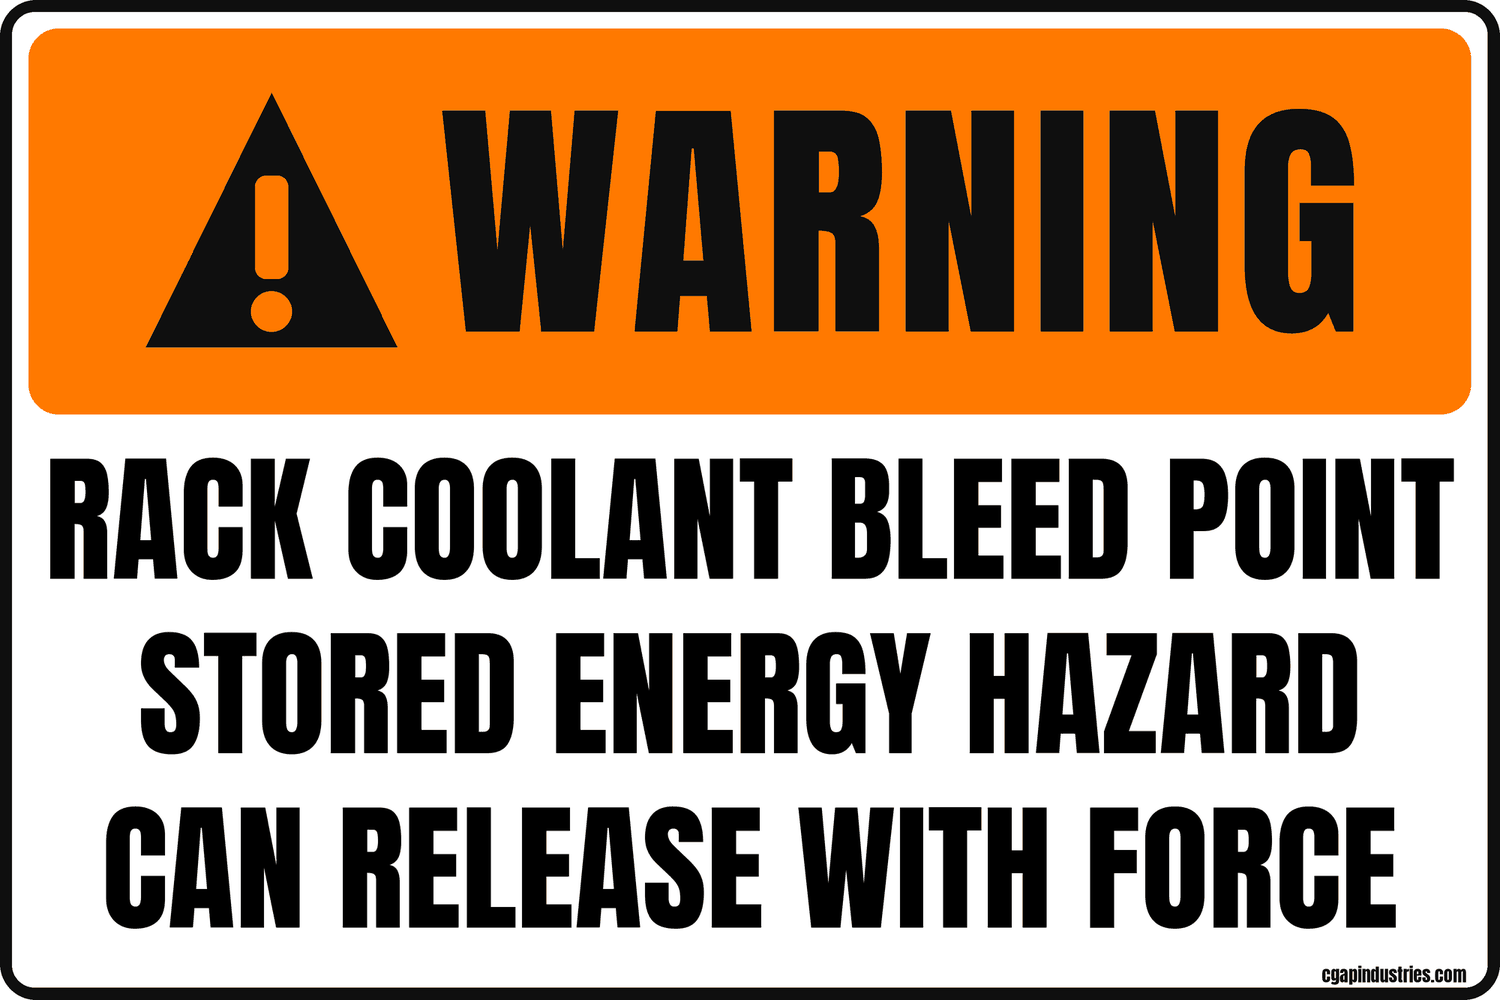 WARNING
RACK COOLANT BLEED POINT
STORED ENERGY HAZARD
CAN RELEASE WITH FORCE
cgapindustries.com